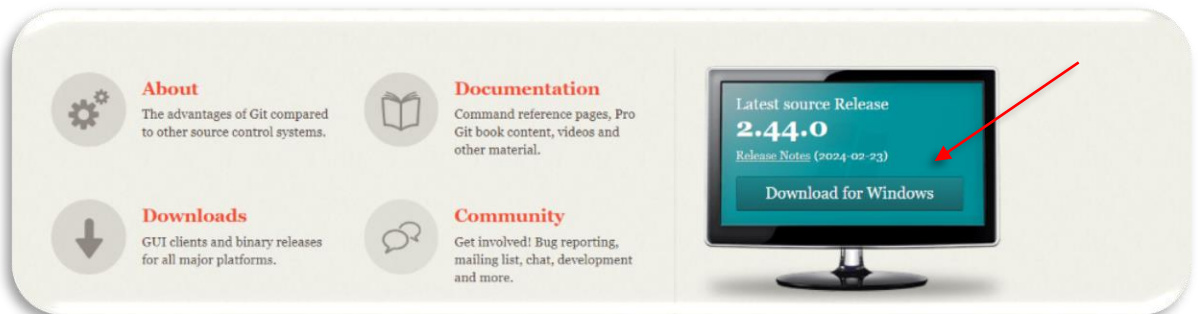 About
The advantages of Git compared
to other source control systems.
Documentation
Command reference pages, Pro
Git book content, videos and
other material.
Downloads
GUI clients and binary releases
for all major platforms.
Community
Get involved! Bug reporting,
mailing list, chat, development
and more.
Latest source Release
2.44.0
Release Notes (2024-02-23)
Download for Windows